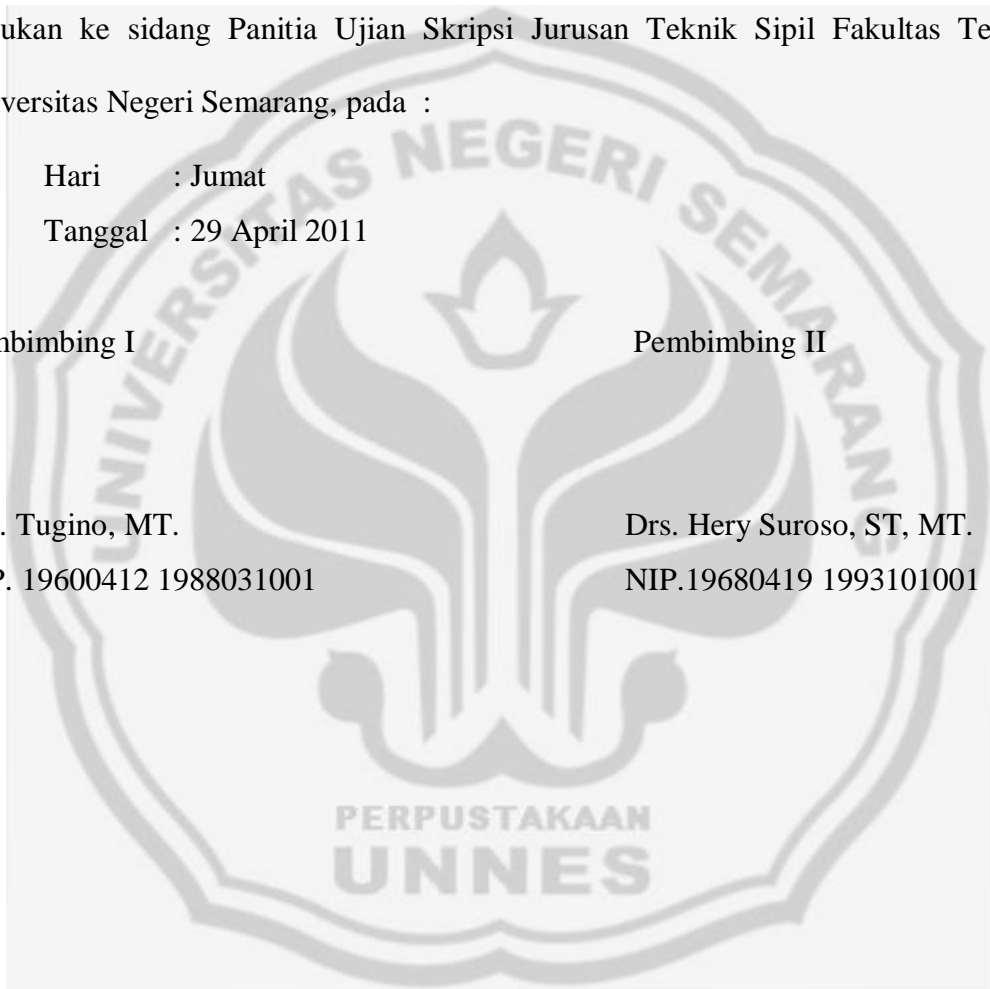 ukan ke sidang Panitia Ujian Skripsi Jurusan Teknik Sipil Fakultas Te
versitas Negeri Semarang, pada :
Hari : Jumat
Tanggal : 29 April 2011
mbimbing I Pembimbing II
. Tugino, MT. Drs. Hery Suroso, ST, MT.
P. 19600412 1988031001 NIP.19680419 1993101001
UNIVERSITAS NEGERI SEMARANG
PERPUSTAKAAN
UNNES